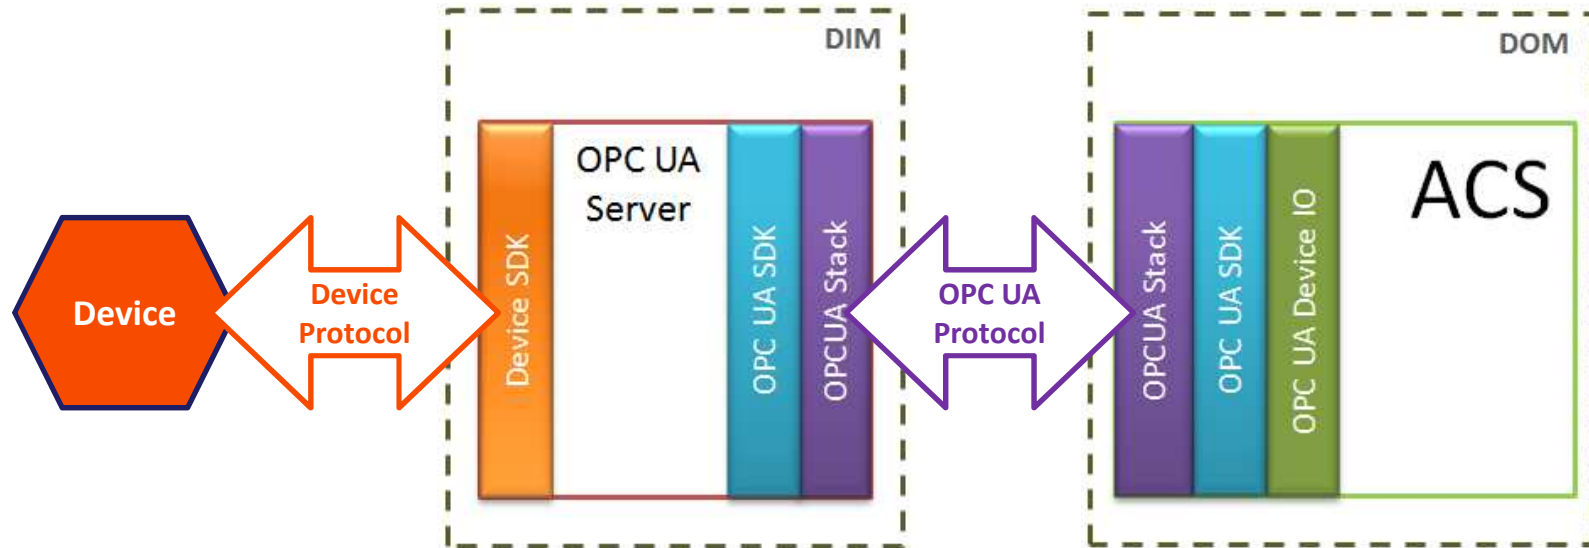 DIM
DOM
OPC UA
Server
ACS
Device
Device
Protocol
Device SDK
OPC UA SDK
OPCUA Stack
OPC UA
Protocol
OPCUA Stack
OPC UA SDK
OPC UA Device IO